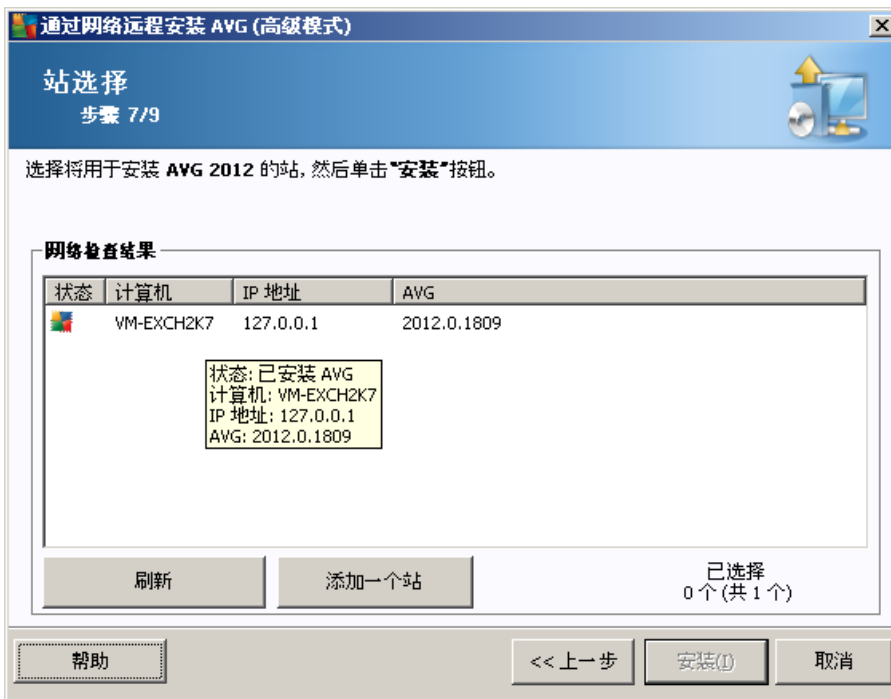 通过网络远程安装 AVG (高级模式)
站选择
步骤 7/9
选择将用于安装 AVG 2012 的站, 然后单击"安装"按钮。
网络检查结果
状态 计算机 IP 地址 AVG
VM-EXCH2K7 127.0.0.1 2012.0.1809
状态: 已安装 AVG
计算机: VM-EXCH2K7
IP 地址: 127.0.0.1
AVG: 2012.0.1809
刷新 添加一个站 已选择
0 个 (共 1 个)
帮助 << 上一步 安装(I) 取消